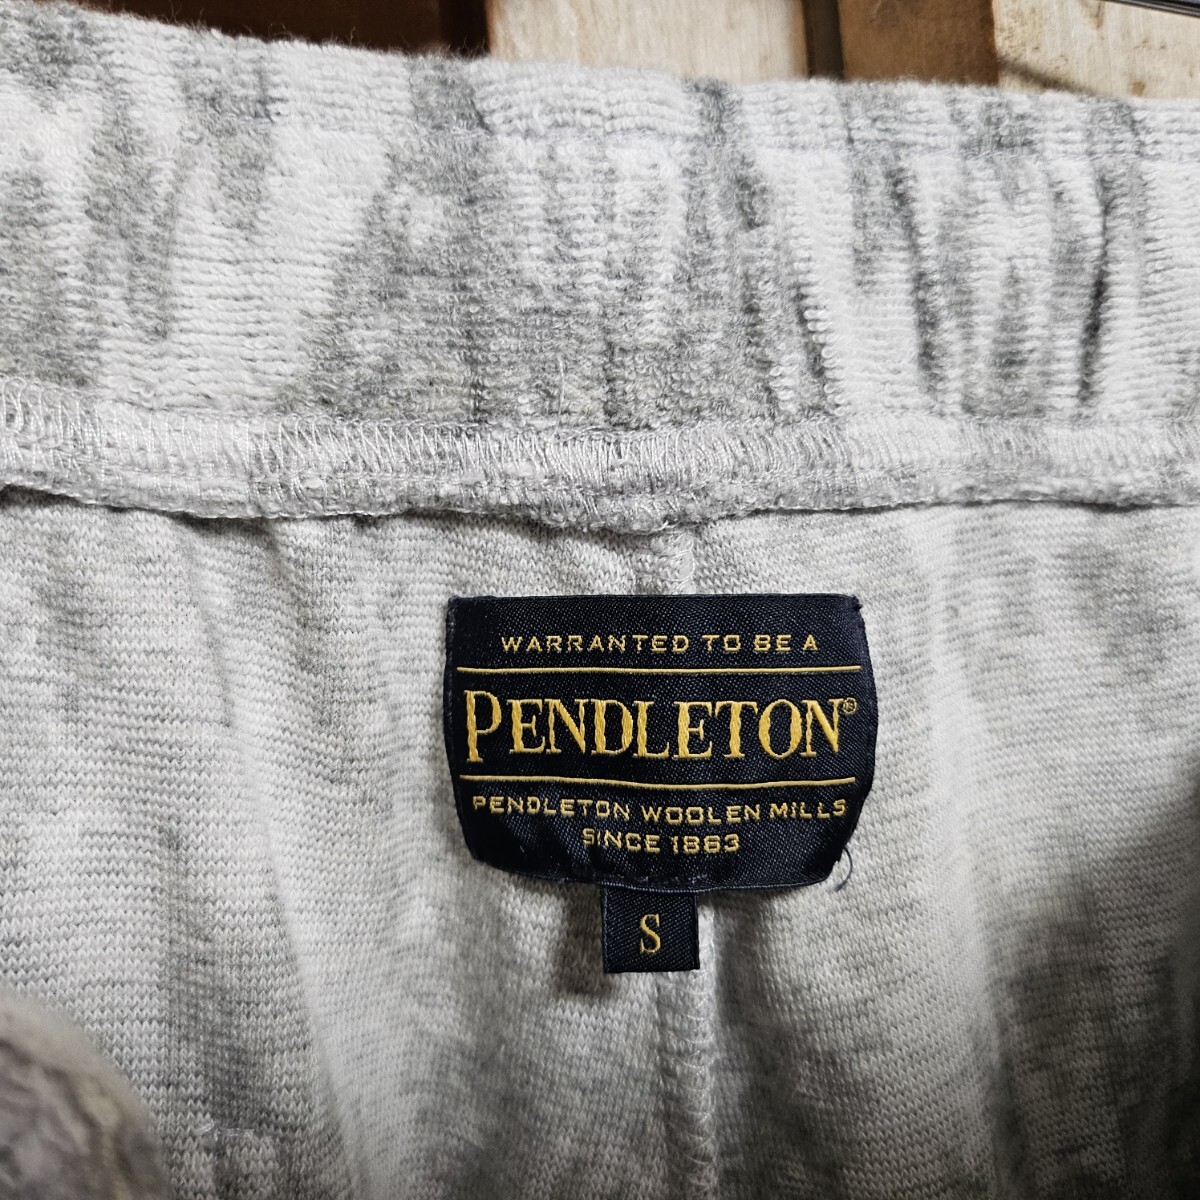 WARRANTED TO BE A
PENDLETON®
PENDLETON WOOLEN MILLS
SINCE 1863
S